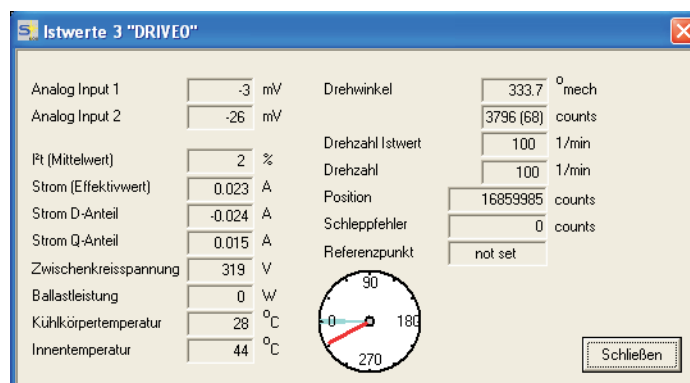 Istwerte 3 "DRIVE0"
Analog Input 1 -3 mV
Analog Input 2 -26 mV
I²t (Mittelwert) 2 %
Strom (Effektivwert) 0.023 A
Strom D-Anteil -0.024 A
Strom Q-Anteil 0.015 A
Zwischenkreisspannung 319 V
Ballastleistung 0 W
Kühlkörpertemperatur 28 °C
Innentemperatur 44 °C
Drehwinkel 333.7 °mech
3796 (68) counts
Drehzahl Istwert 100 1/min
Drehzahl 100 1/min
Position 16859985 counts
Schleppfehler 0 counts
Referenzpunkt not set
90
0 180
270
Schließen